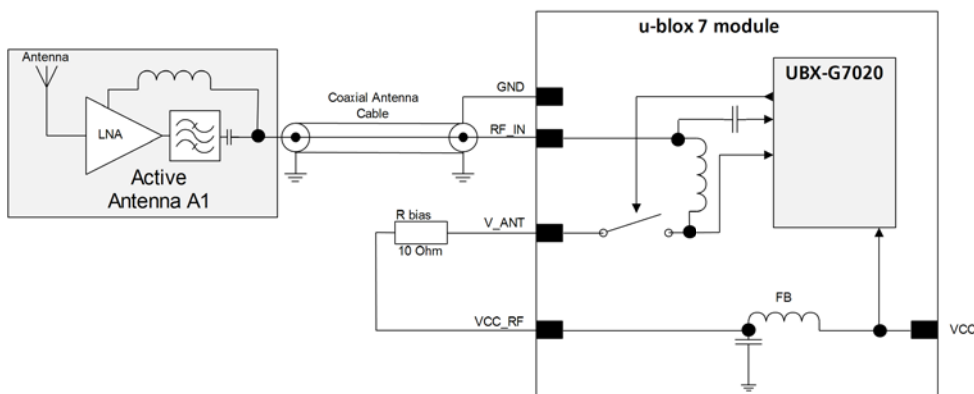 u-blox 7 module
Antenna
UBX-G7020
GND
Coaxial Antenna
Cable
LNA
RF_IN
Active
Antenna A1
R bias
V_ANT
10 Ohm
FB
VCC_RF
VCC